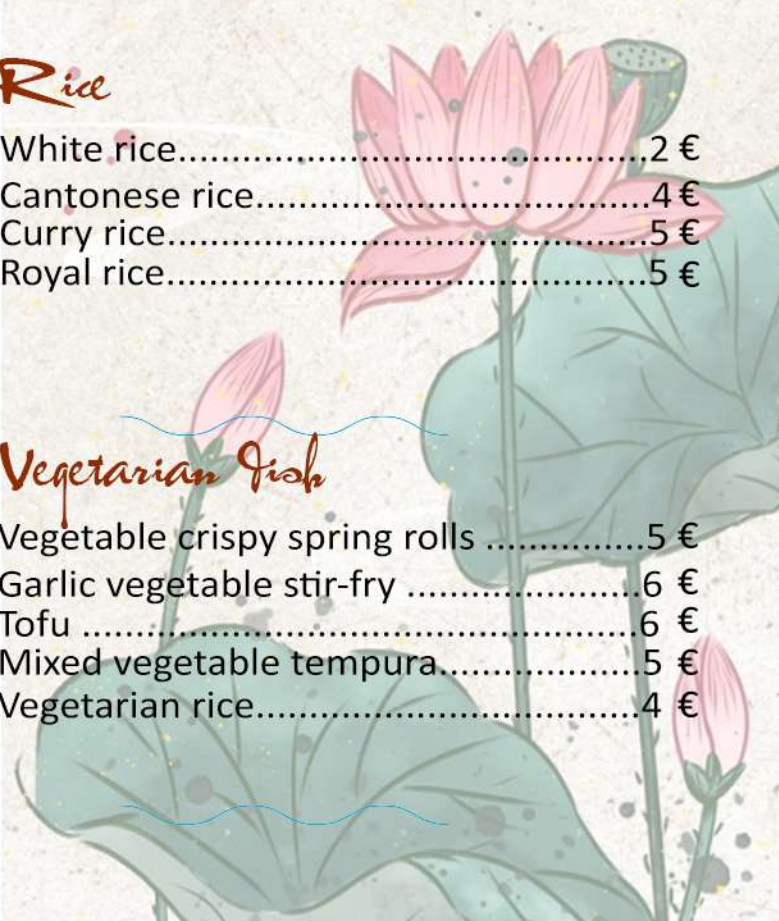 Rice
White rice.............................................2 €
Cantonese rice......................................4 €
Curry rice..............................................5 €
Royal rice..............................................5 €
Vegetarian Dish
Vegetable crispy spring rolls ...............5 €
Garlic vegetable stir-fry ......................6 €
Tofu .....................................................6 €
Mixed vegetable tempura...................5 €
Vegetarian rice.....................................4 €